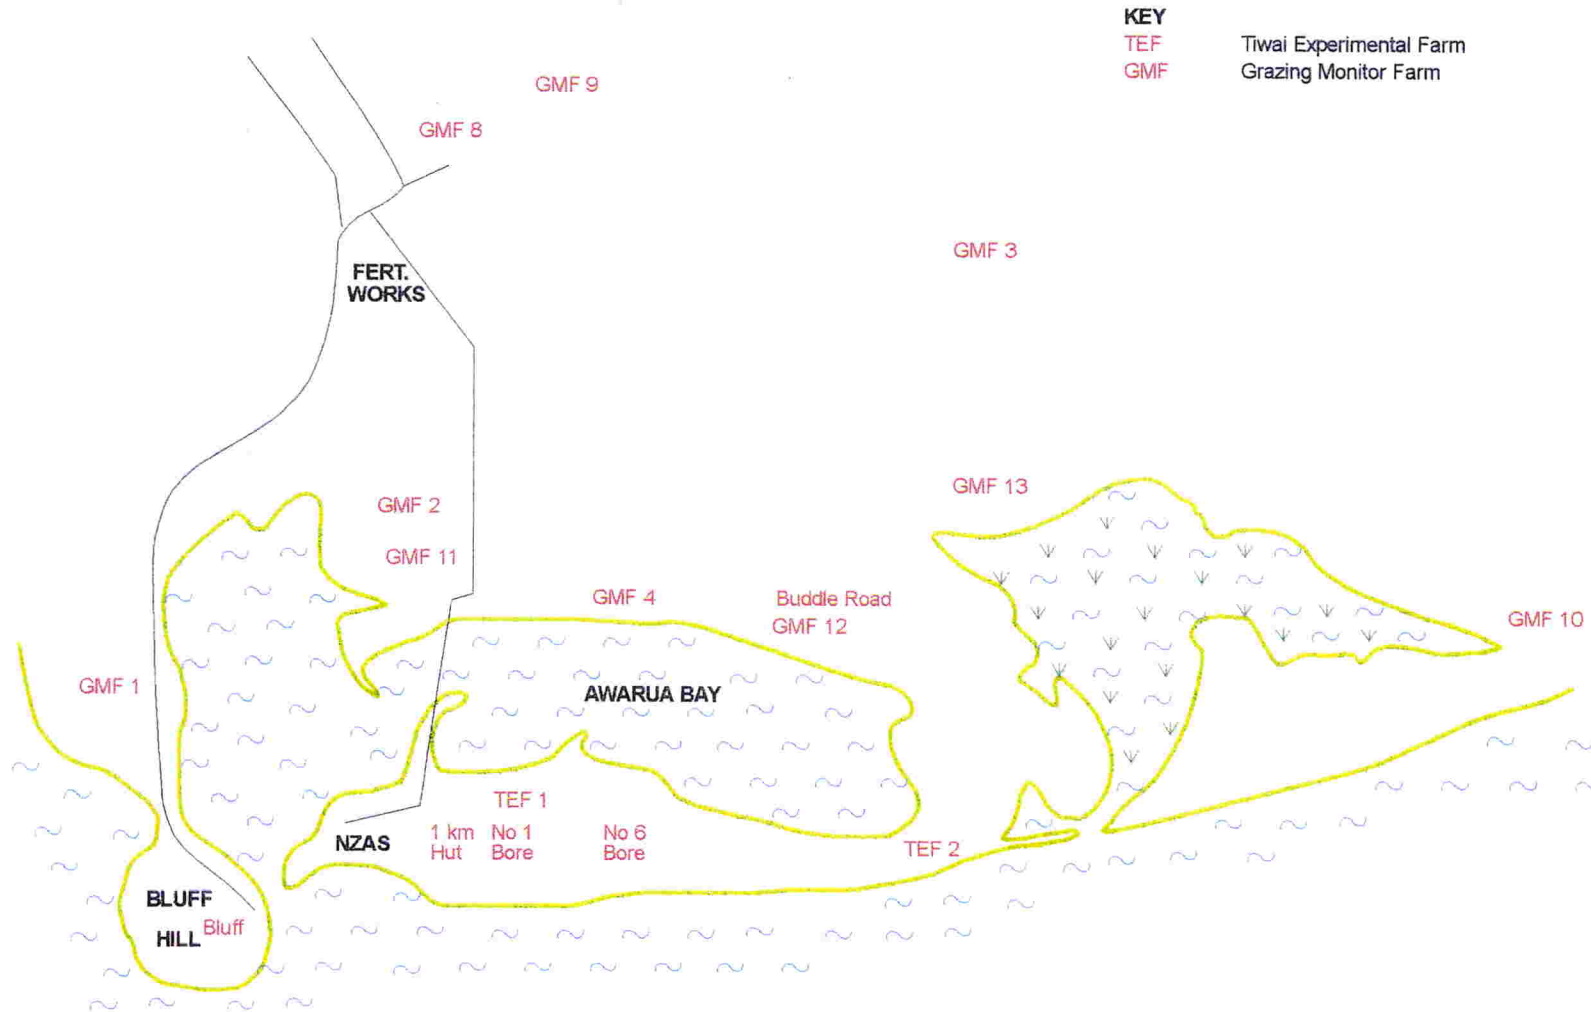 KEY
TEF Tiwai Experimental Farm
GMF Grazing Monitor Farm
GMF 9
GMF 8
GMF 3
FERT.
WORKS
GMF 13
GMF 2
GMF 11
GMF 4
Buddle Road
GMF 12
GMF 10
GMF 1
AWARUA BAY
TEF 1
NZAS
1 km
Hut
No 1
Bore
No 6
Bore
TEF 2
BLUFF
HILL
Bluff